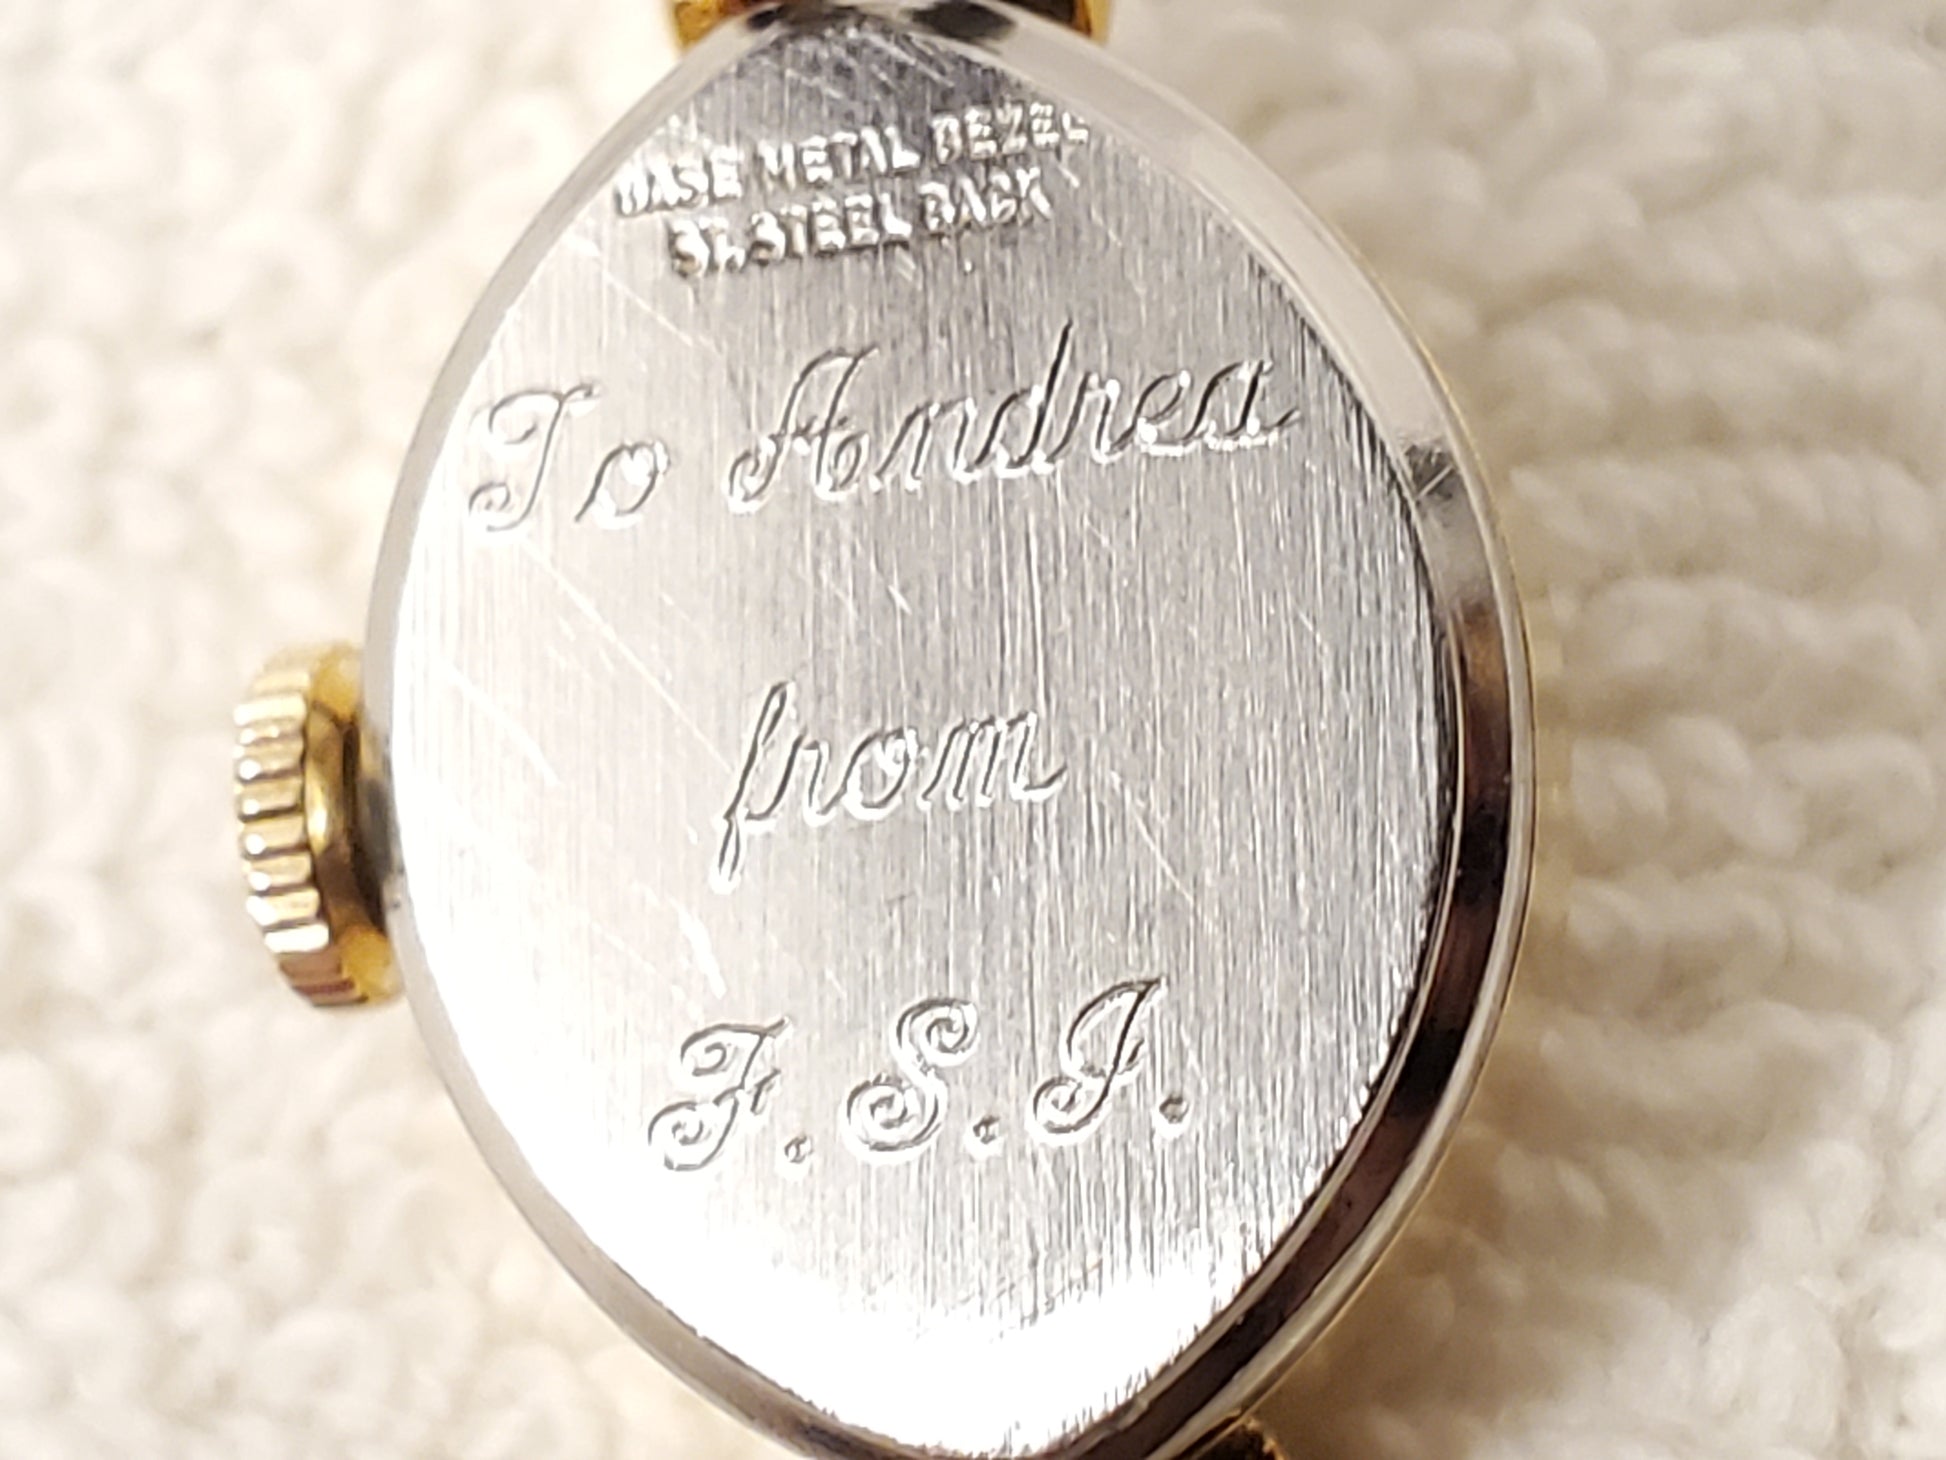 BASE METAL BEZEL
ST. STEEL BACK
To Andrea
from
F. S. I.